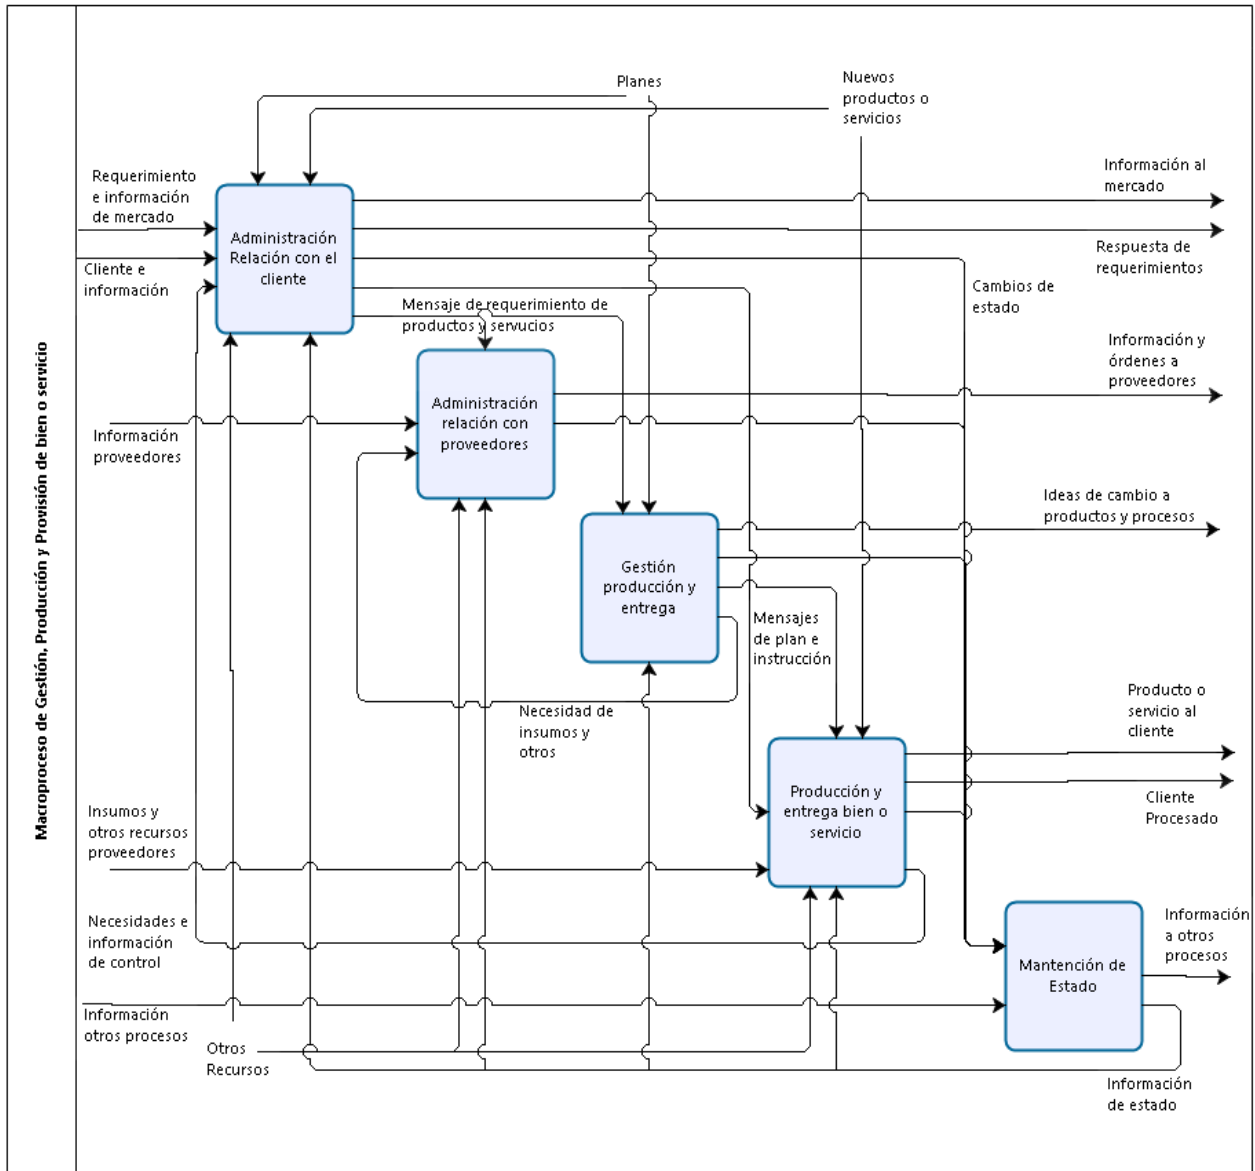 Macroproceso de Gestión, Producción y Provisión de bien o servicio
Planes
Nuevos
productos o
servicios
Requerimiento
e información
de mercado
Información al
mercado
Administración
Relación con el
cliente
Respuesta de
requerimientos
Cliente e
información
Cambios de
estado
Mensaje de requerimiento de
productos y servucios
Información y
órdenes a
proveedores
Administración
relación con
proveedores
Información
proveedores
Ideas de cambio a
productos y procesos
Gestión
producción y
entrega
Mensajes
de plan e
instrucción
Necesidad de
insumos y
otros
Producto o
servicio al
cliente
Producción y
entrega bien o
servicio
Cliente
Procesado
Insumos y
otros recursos
proveedores
Necesidades e
información
de control
Información
a otros
procesos
Mantención de
Estado
Información
otros procesos
Otros
Recursos
Información
de estado